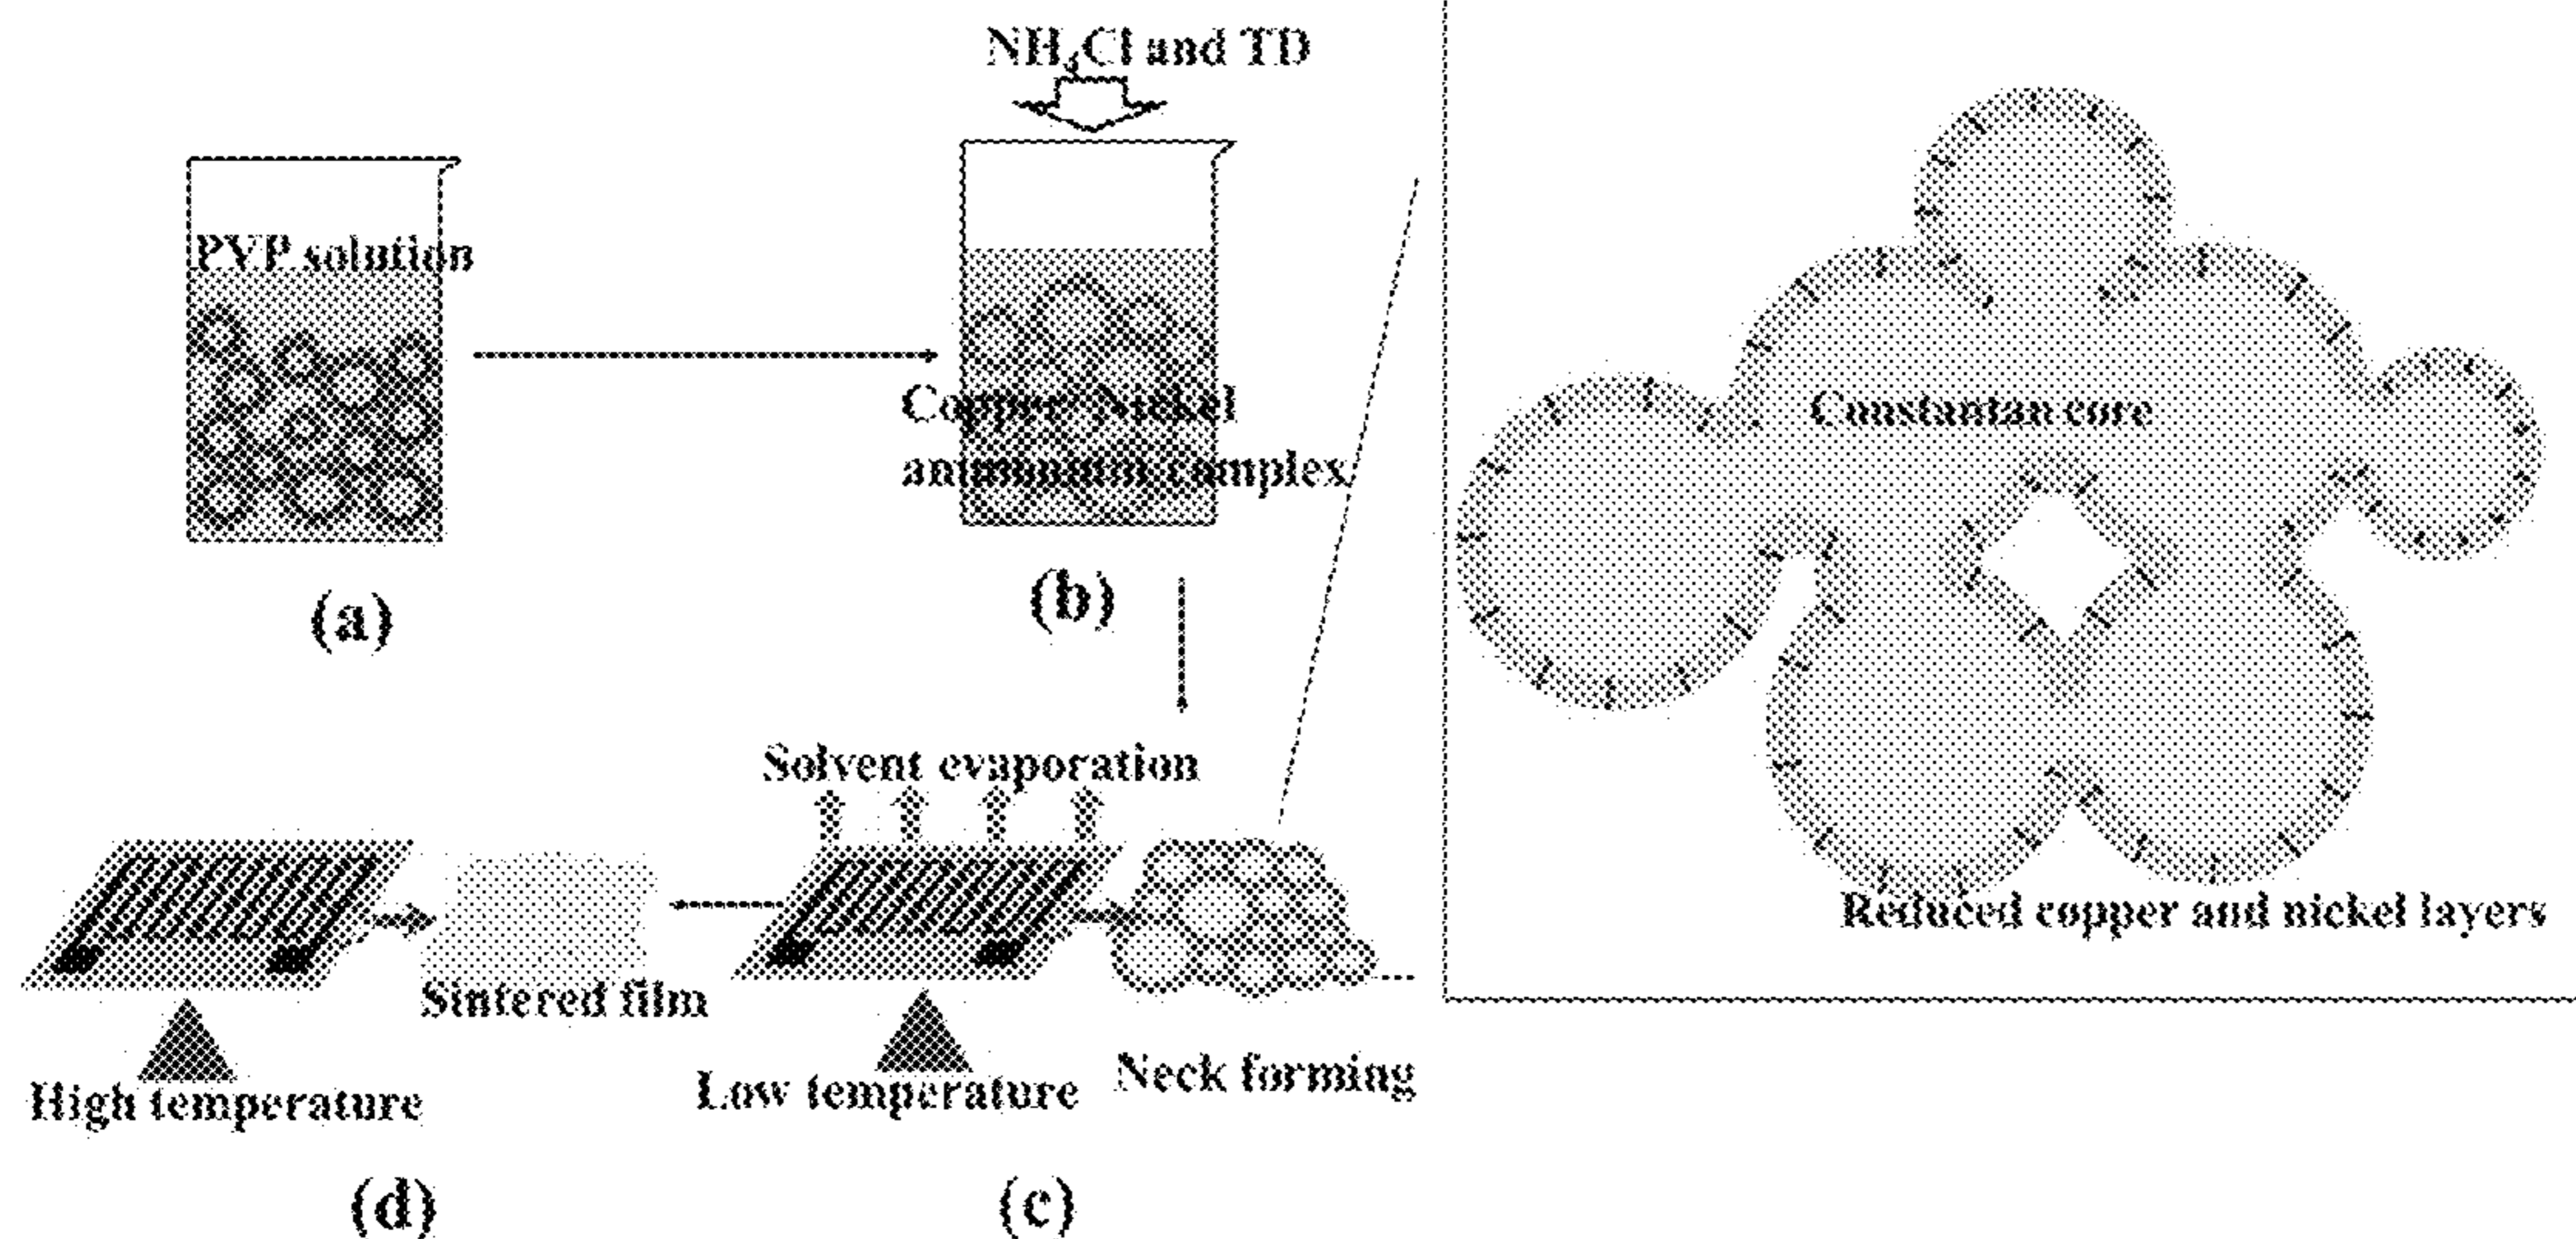 NH4Cl and TD
PVP solution
Copper Nickel
ammonium complex
(a)
(b)
Constantan core
Reduced copper and nickel layers
Solvent evaporation
Sintered film
High temperature
Low temperature
Neck forming
(d)
(c)